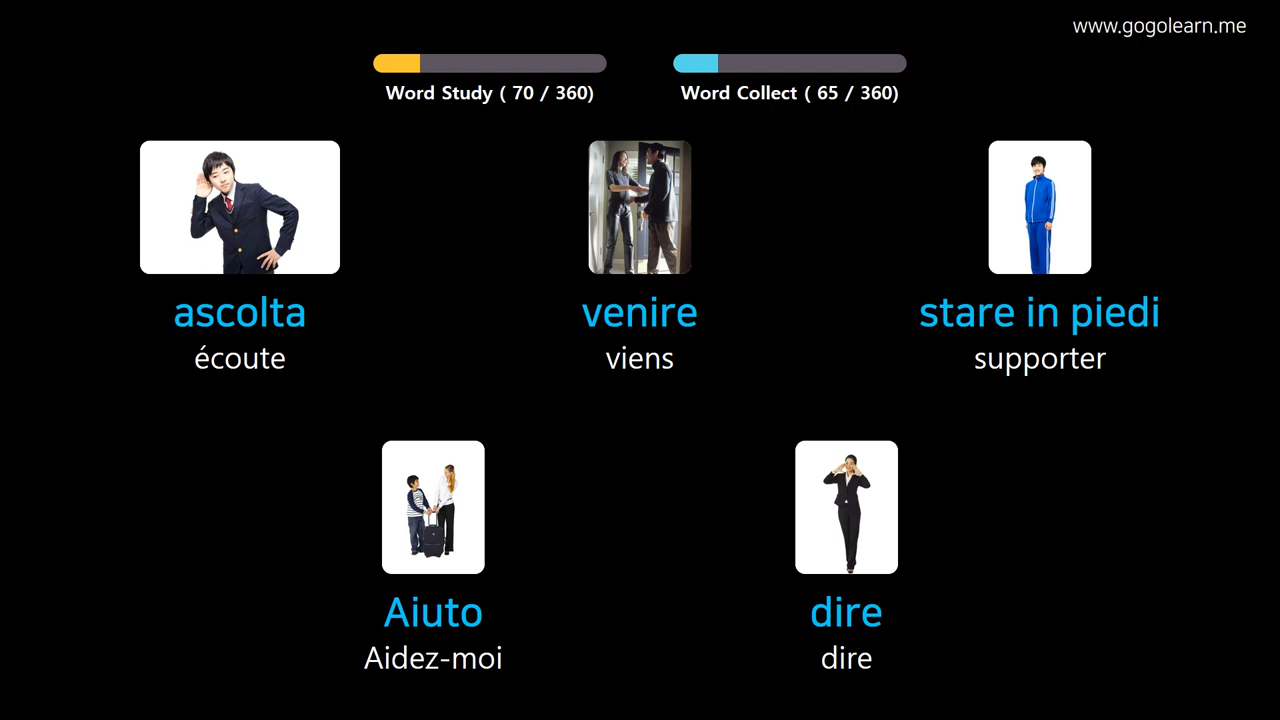 www.gogolearn.me
Word Study ( 70 / 360)
Word Collect ( 65 / 360)
ascolta
écoute
venire
viens
stare in piedi
supporter
Aiuto
Aidez-moi
dire
dire